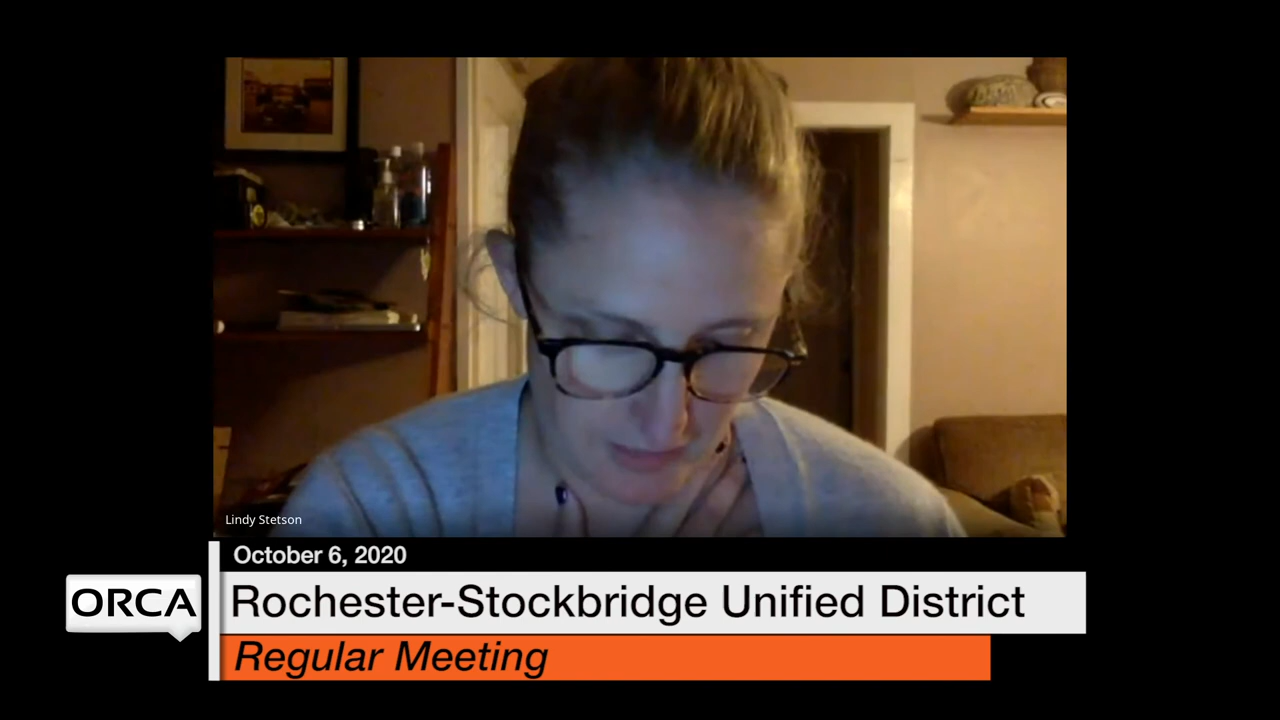 Lindy Stetson
October 6, 2020
ORCA
Rochester-Stockbridge Unified District
Regular Meeting